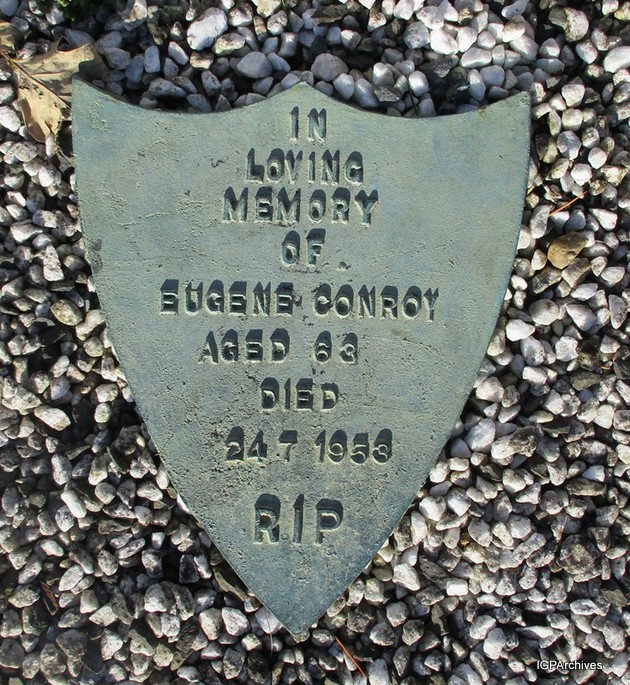 IN
LOVING
MEMORY
OF
EUGENE CONROY
AGED 63
DIED
24 7 1953
RIP
IGPArchives